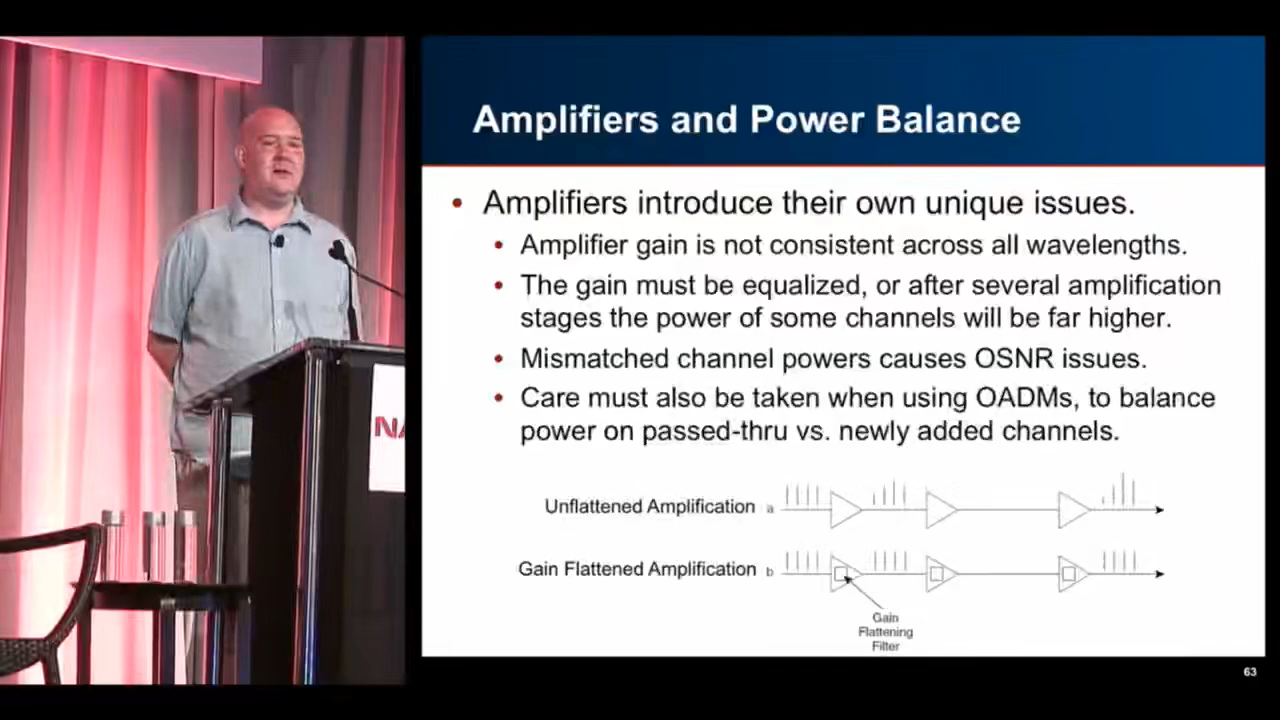 Amplifiers and Power Balance
• Amplifiers introduce their own unique issues.
• Amplifier gain is not consistent across all wavelengths.
• The gain must be equalized, or after several amplification
stages the power of some channels will be far higher.
• Mismatched channel powers causes OSNR issues.
• Care must also be taken when using OADMs, to balance
power on passed-thru vs. newly added channels.
Unflattened Amplification a
Gain Flattened Amplification b
Gain
Flattening
Filter
63